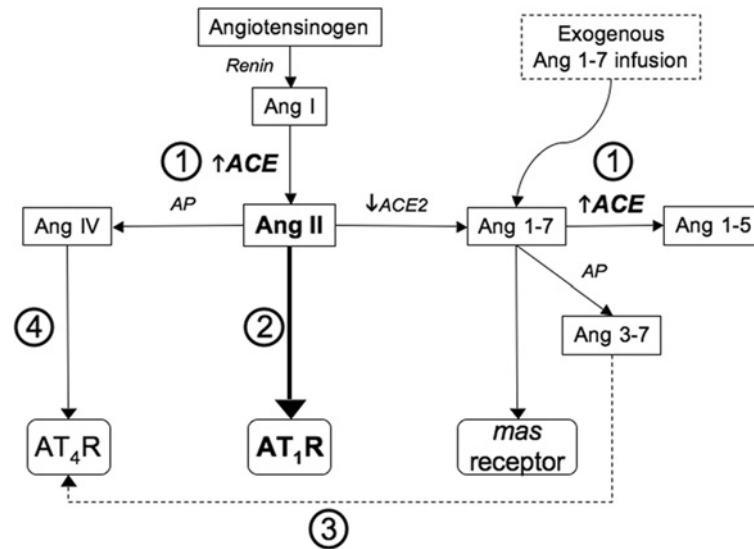 Angiotensinogen
Exogenous
Ang 1-7 infusion
Renin
Ang I
① ↑ACE
① ↑ACE
Ang IV
AP
Ang II
↓ACE2
Ang 1-7
Ang 1-5
AP
Ang 3-7
④
②
AT₄R
AT₁R
mas
receptor
③